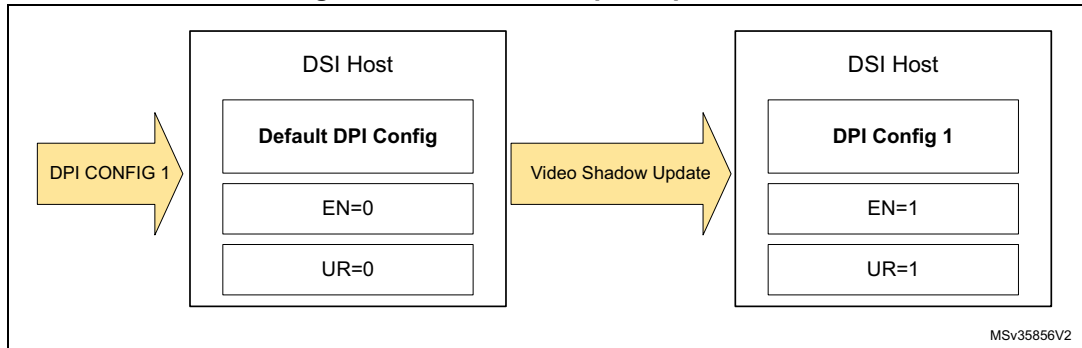 DSI Host
DSI Host
Default DPI Config
DPI Config 1
DPI CONFIG 1
Video Shadow Update
EN=0
EN=1
UR=0
UR=1
MSv35856V2